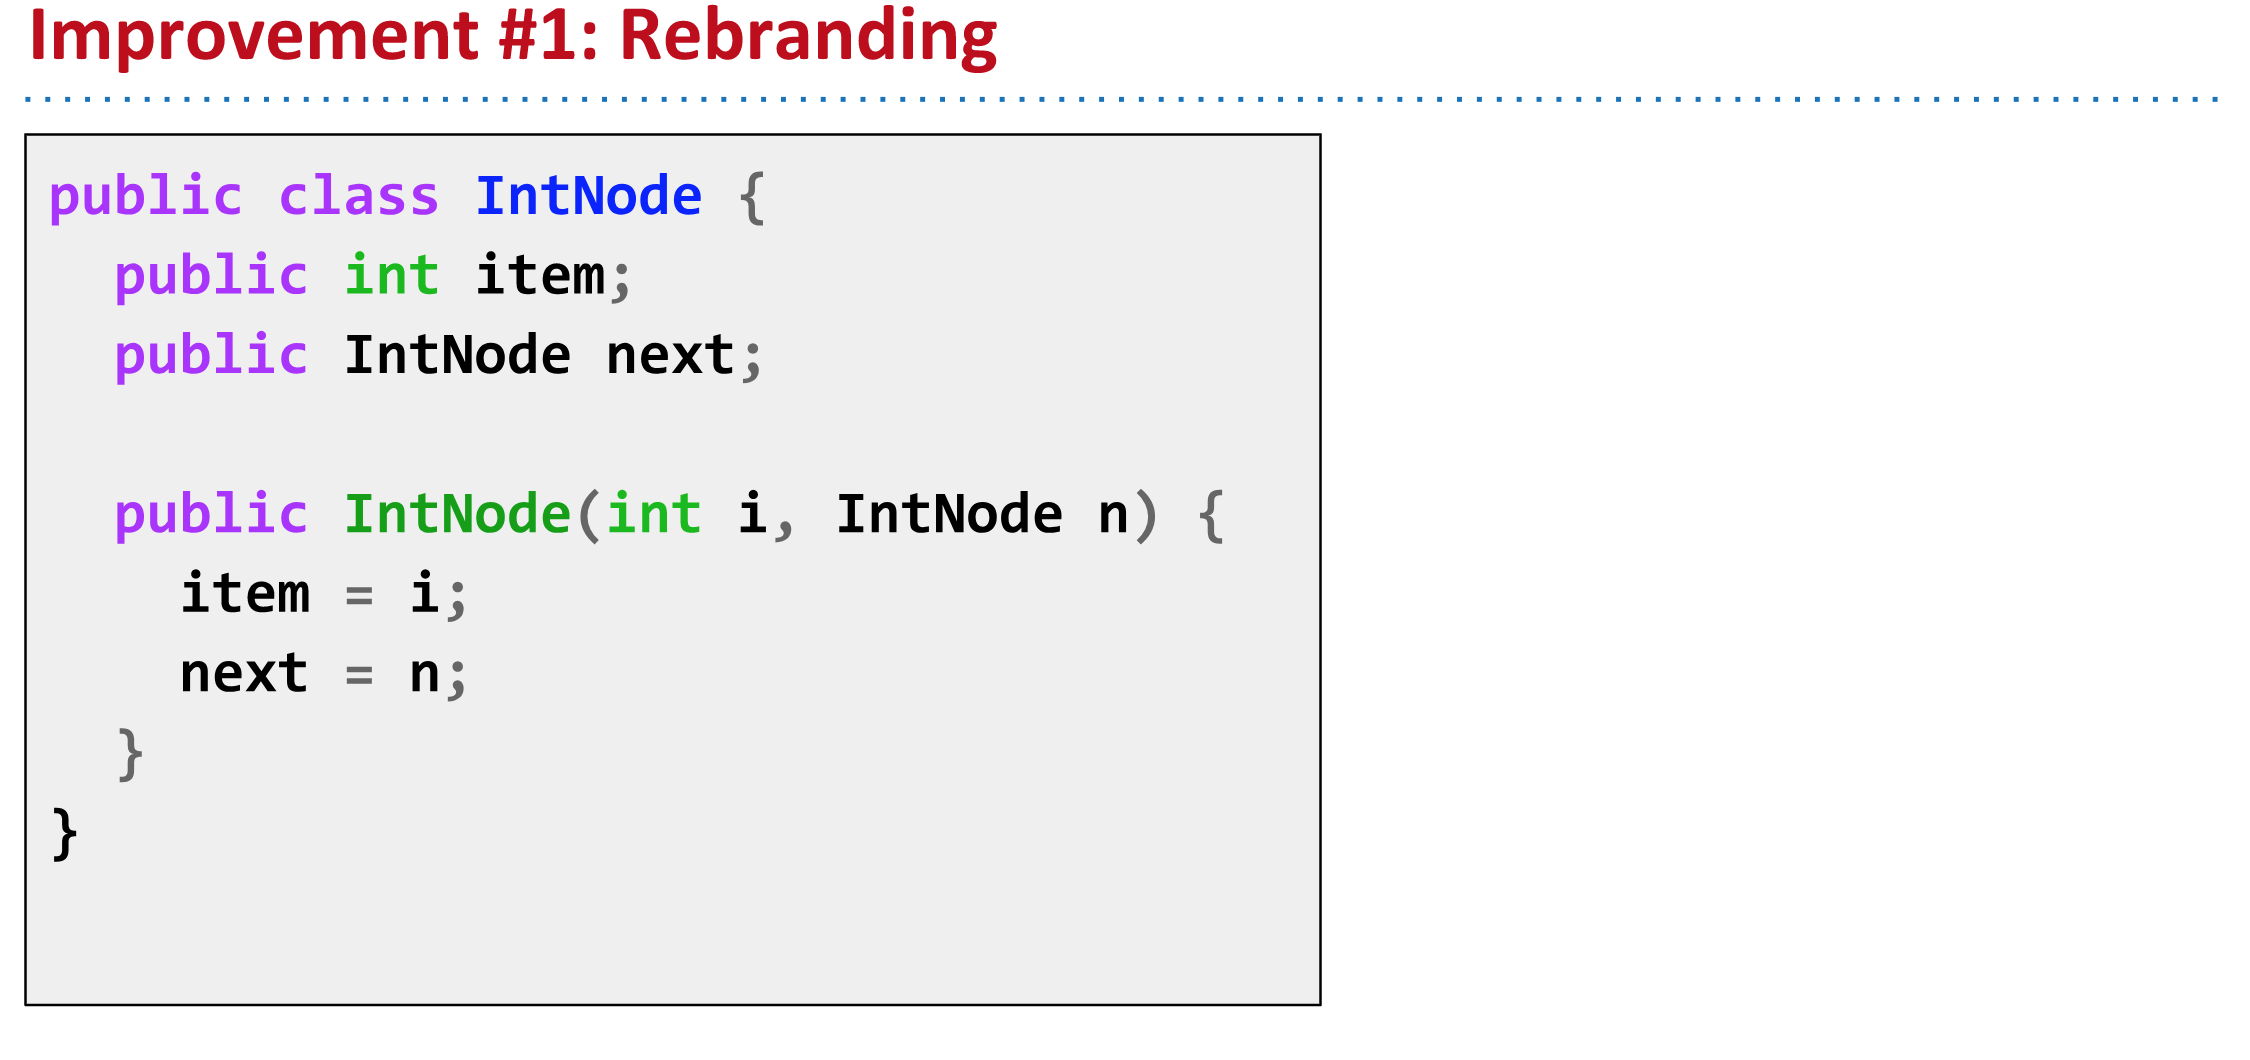 Improvement #1: Rebranding
public class IntNode {
  public int item;
  public IntNode next;

  public IntNode(int i, IntNode n) {
    item = i;
    next = n;
  }
}